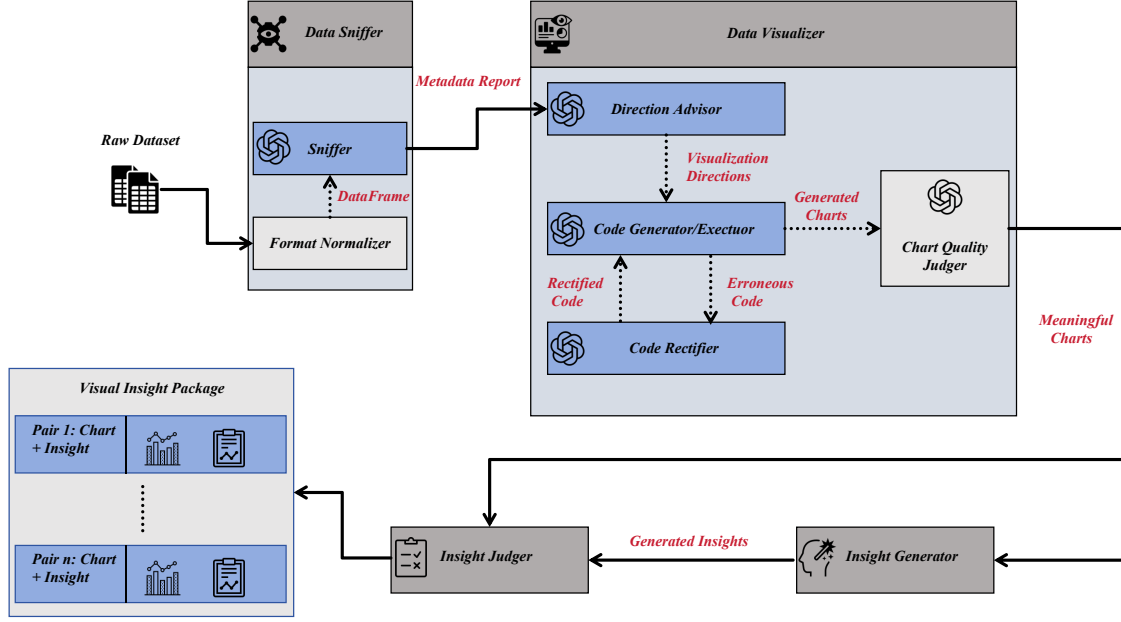 Data Sniffer
Data Visualizer
Metadata Report
Direction Advisor
Raw Dataset
Sniffer
Visualization
Directions
DataFrame
Generated
Charts
Format Normalizer
Code Generator/Exectuor
Chart Quality
Judger
Rectified
Code
Erroneous
Code
Code Rectifier
Meaningful
Charts
Visual Insight Package
Pair 1: Chart
+ Insight
Pair n: Chart
+ Insight
Insight Judger
Generated Insights
Insight Generator